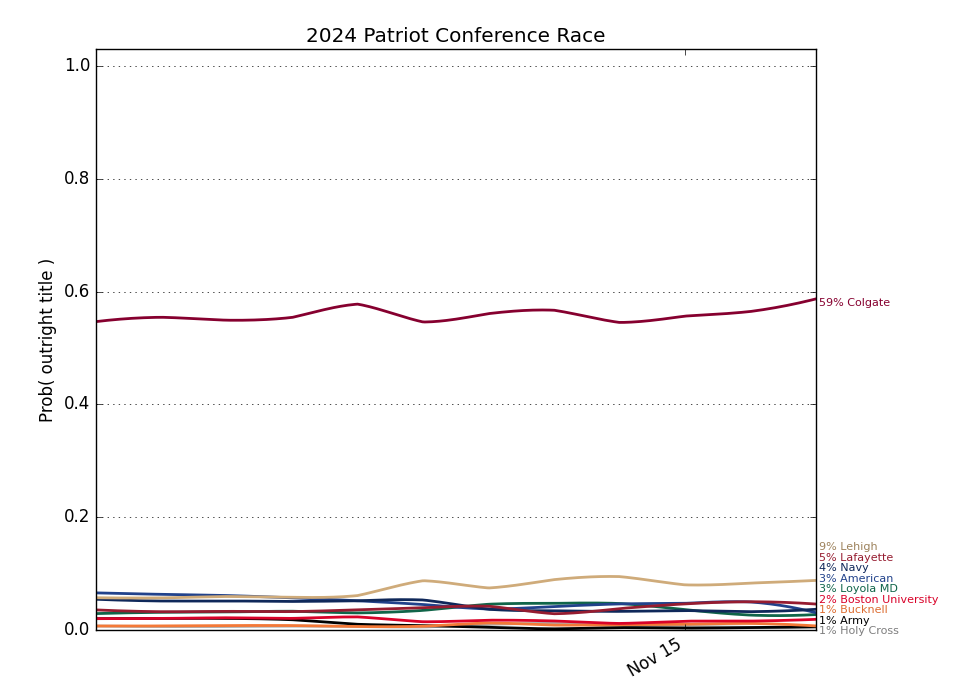 2024 Patriot Conference Race
1.0
0.8
0.6
0.4
0.2
0.0
Prob( outright title )
Nov 15
59% Colgate
9% Lehigh
5% Lafayette
4% Navy
3% American
3% Loyola MD
2% Boston University
1% Bucknell
1% Army
1% Holy Cross